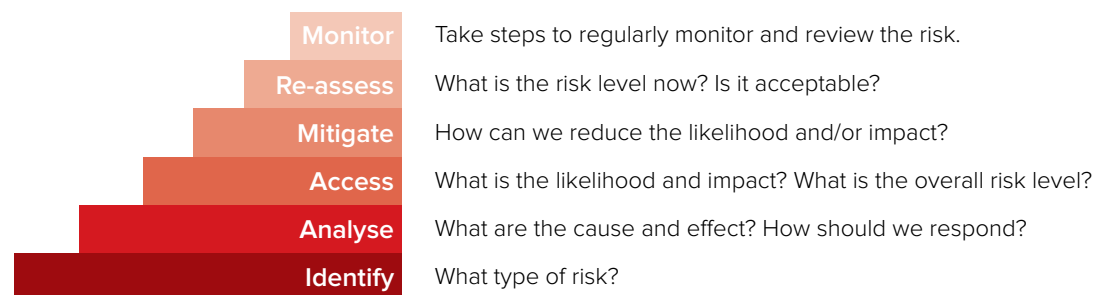 Monitor Take steps to regularly monitor and review the risk.
Re-assess What is the risk level now? Is it acceptable?
Mitigate How can we reduce the likelihood and/or impact?
Access What is the likelihood and impact? What is the overall risk level?
Analyse What are the cause and effect? How should we respond?
Identify What type of risk?